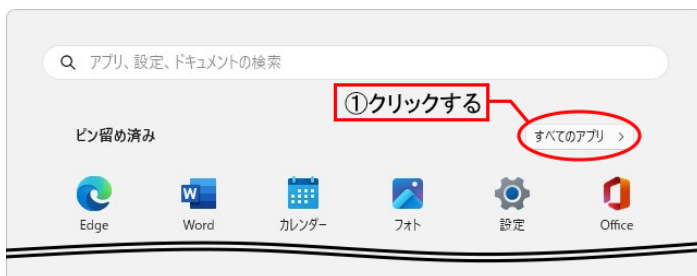 アプリ、設定、ドキュメントの検索
①クリックする
ピン留め済み
すべてのアプリ >
W
Edge
Word
カレンダー
フォト
設定
Office